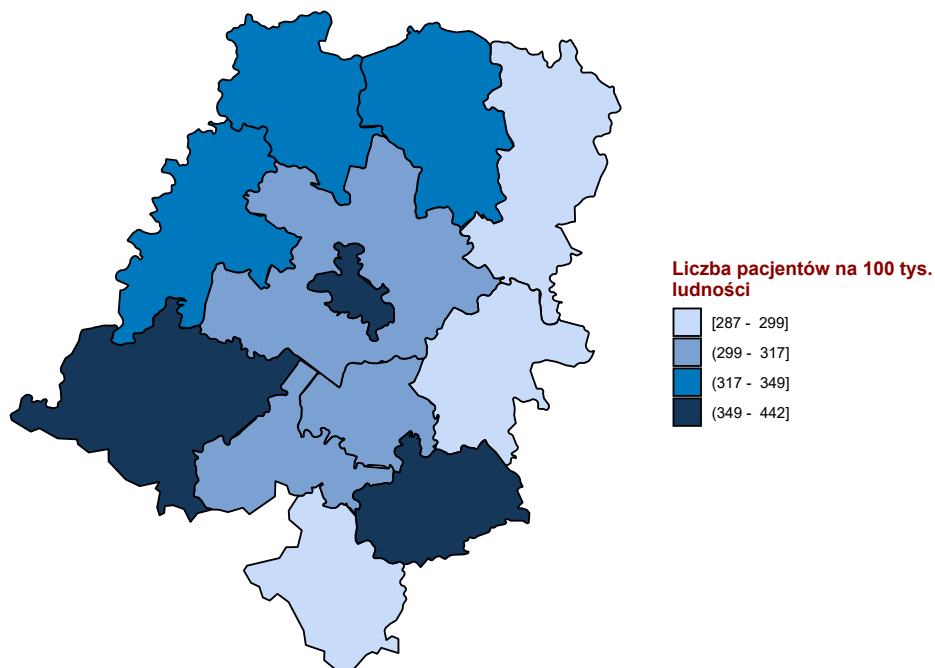 Liczba pacjentów na 100 tys.
ludności
[287 - 299]
(299 - 317]
(317 - 349]
(349 - 442]